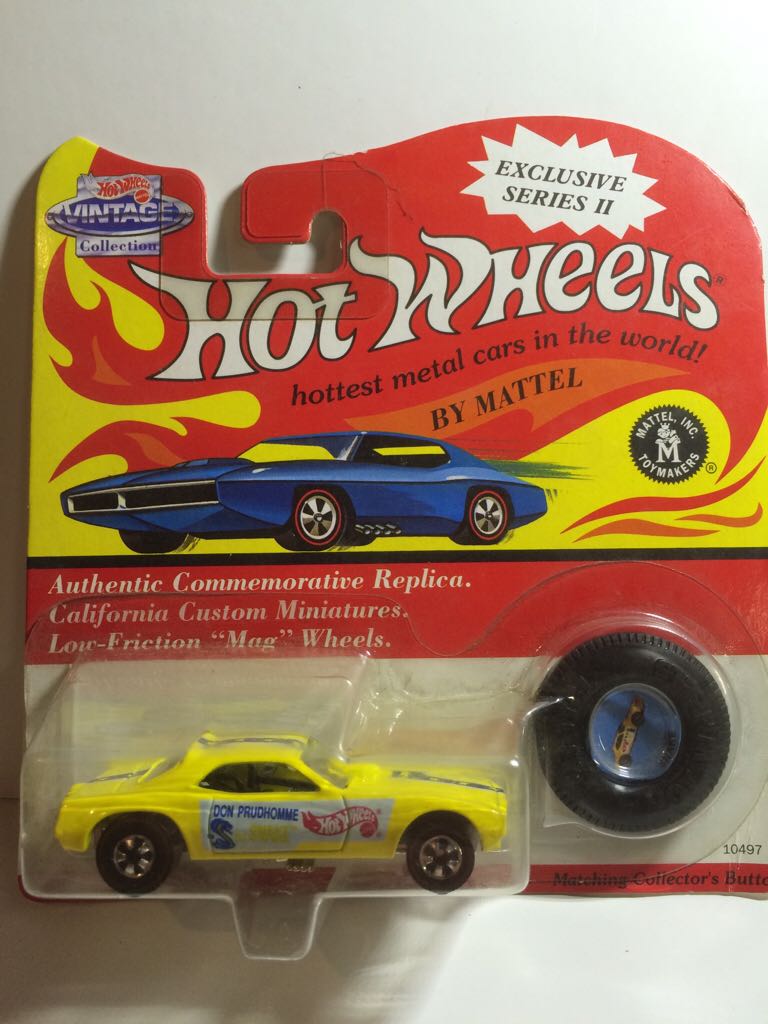 EXCLUSIVE
SERIES II
Hot Wheels
VINTAGE
Collection
Hot Wheels®
hottest metal cars in the world!
BY MATTEL
MATTEL, INC.
M
TOYMAKERS
®
Authentic Commemorative Replica.
California Custom Miniatures.
Low-Friction "Mag" Wheels.
DON PRUDHOMME
Hot Wheels
10497
Matching Collector's Butto